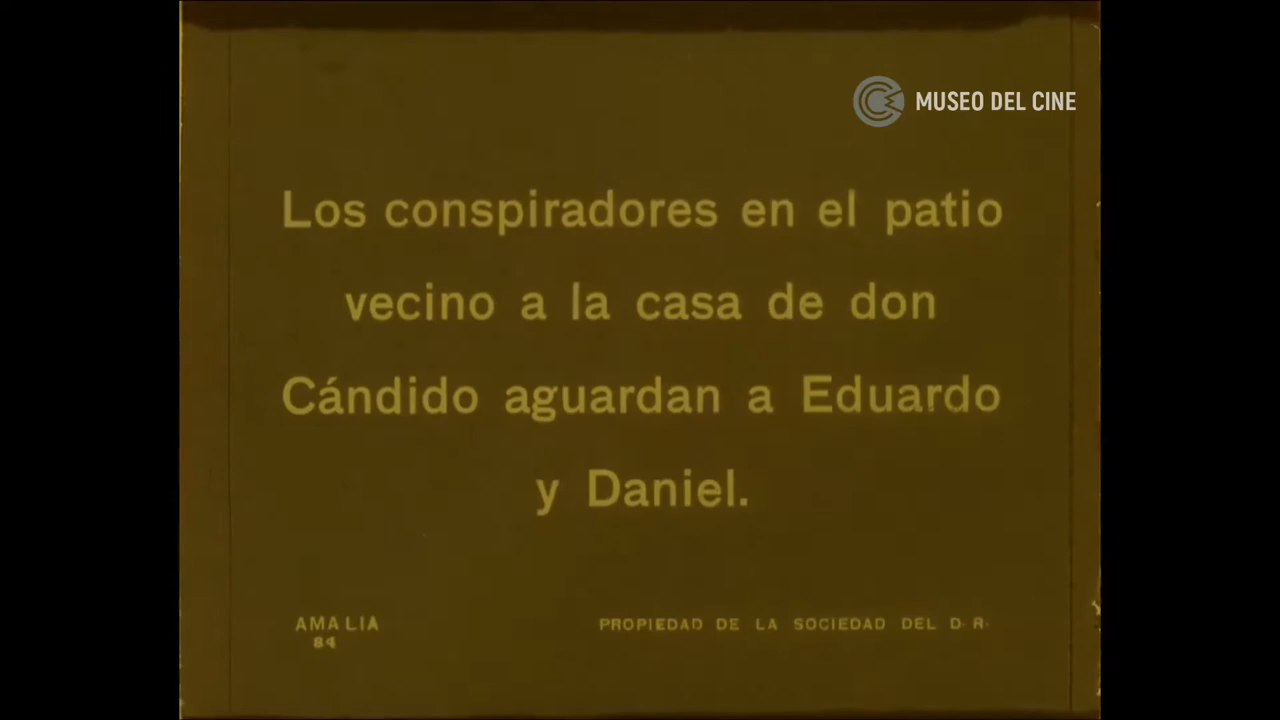 MUSEO DEL CINE
Los conspiradores en el patio
vecino a la casa de don
Cándido aguardan a Eduardo
y Daniel.
AMALIA
84
PROPIEDAD DE LA SOCIEDAD DEL D. R.